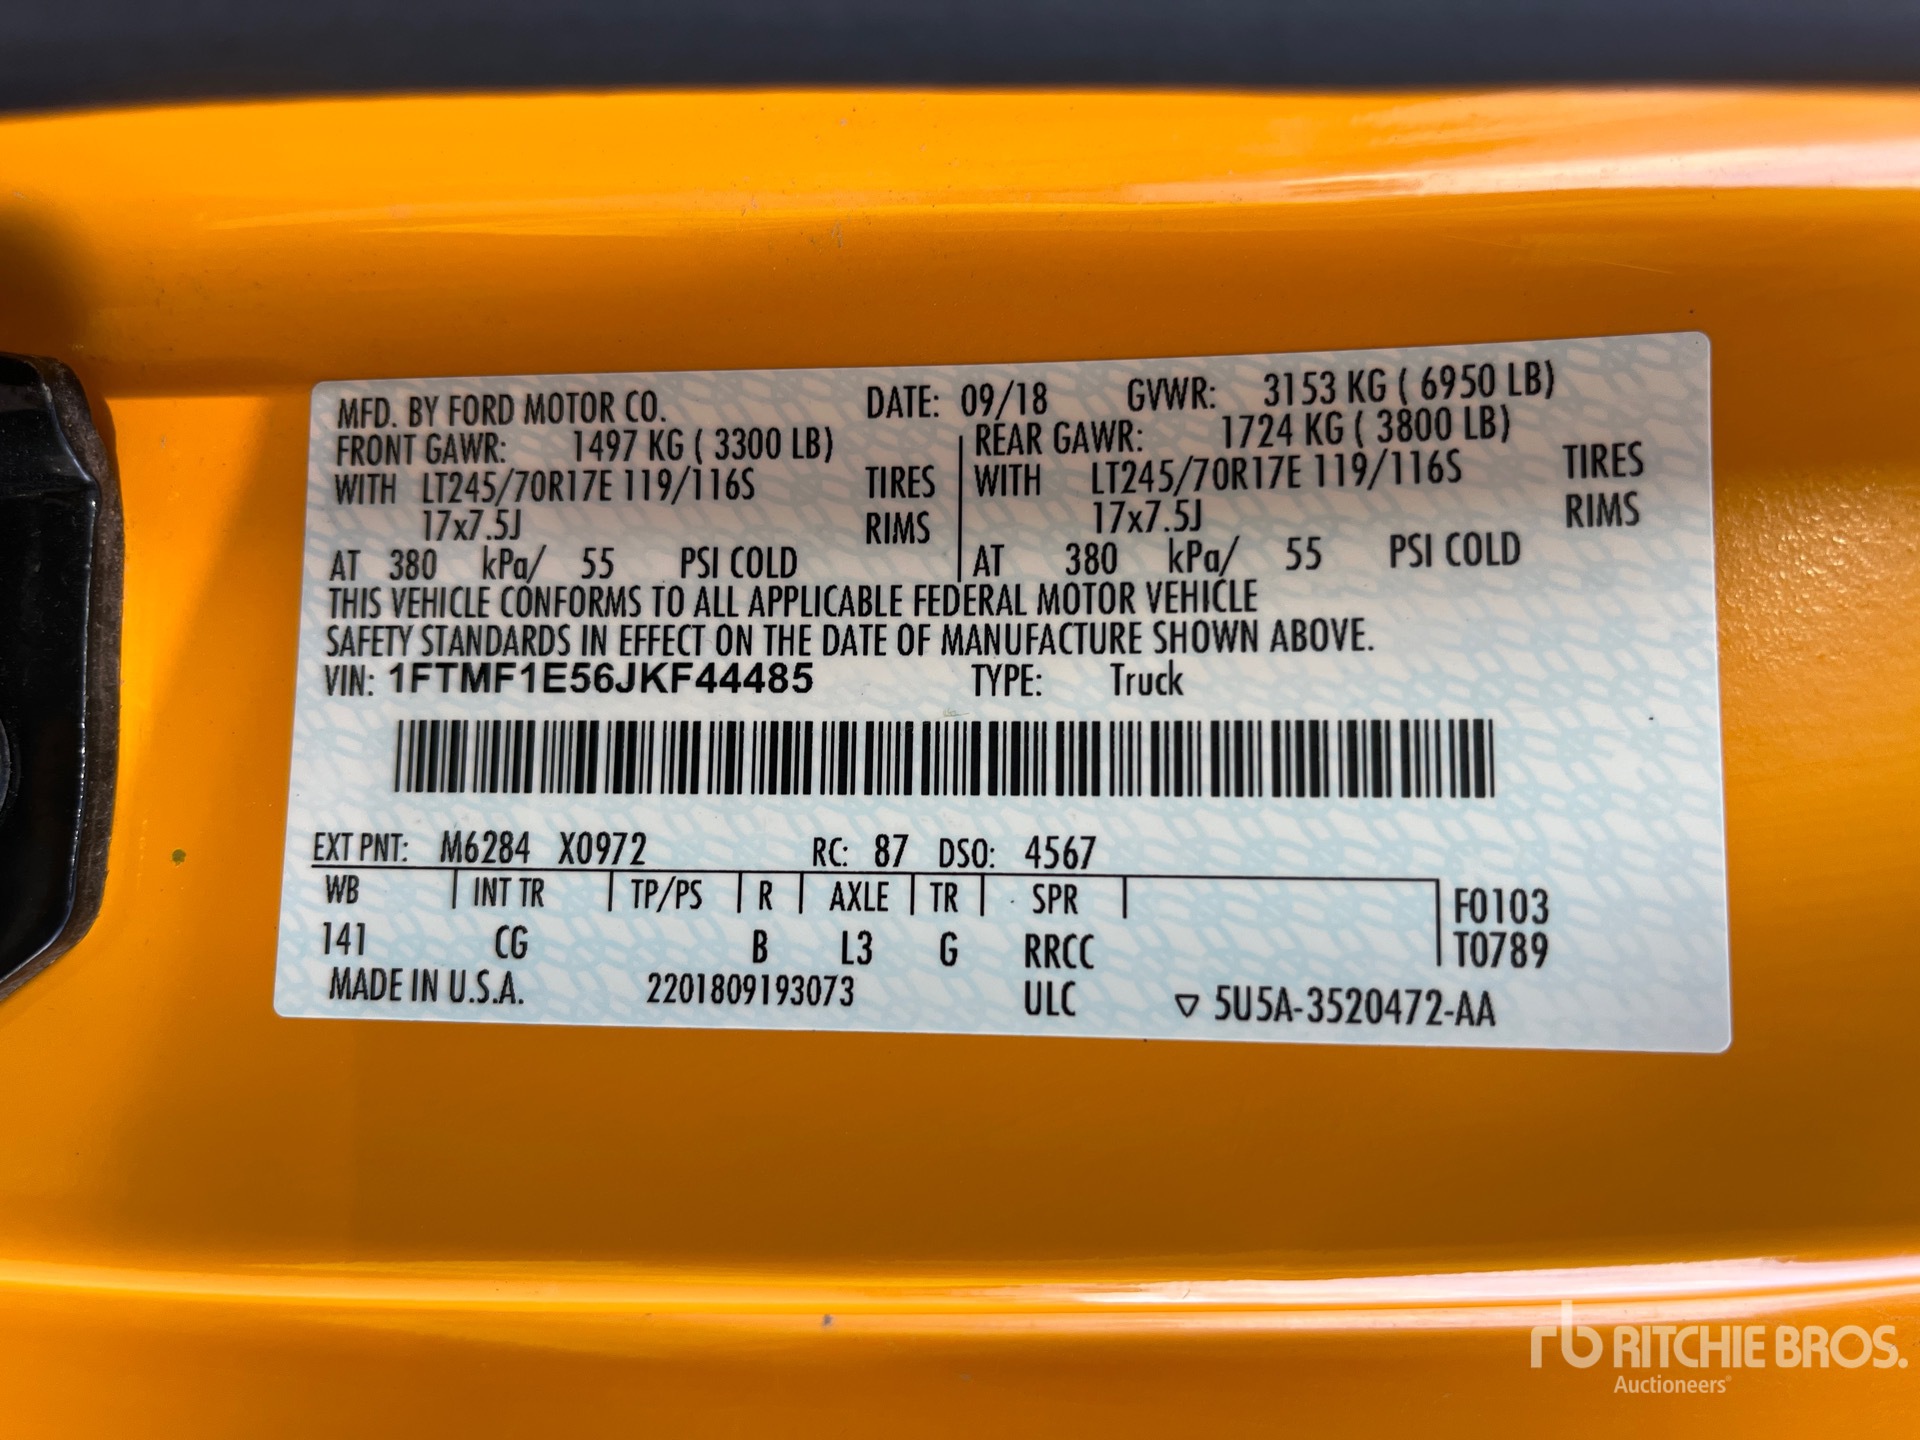 MFD. BY FORD MOTOR CO. DATE: 09/18 GVWR: 3153 KG ( 6950 LB)
FRONT GAWR: 1497 KG ( 3300 LB) REAR GAWR: 1724 KG ( 3800 LB)
WITH LT245/70R17E 119/116S TIRES WITH LT245/70R17E 119/116S TIRES
17x7.5J RIMS 17x7.5J RIMS
AT 380 kPa/ 55 PSI COLD AT 380 kPa/ 55 PSI COLD
THIS VEHICLE CONFORMS TO ALL APPLICABLE FEDERAL MOTOR VEHICLE
SAFETY STANDARDS IN EFFECT ON THE DATE OF MANUFACTURE SHOWN ABOVE.
VIN: 1FTMF1E56JKF44485 TYPE: Truck
EXT PNT: M6284 X0972 RC: 87 DSO: 4567
WB INT TR TP/PS R AXLE TR SPR F0103
141 CG B L3 G RRCC T0789
MADE IN U.S.A. 2201809193073 ULC ▽ 5U5A-3520472-AA
rb RITCHIE BROS.
Auctioneers®